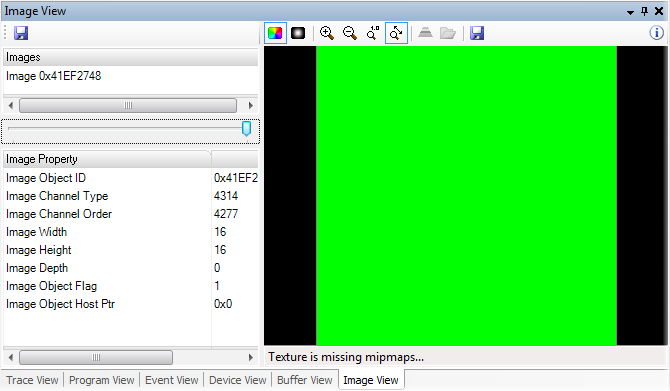 Image View
1.0
Images
Image 0x41EF2748
Image Property
Image Object ID 0x41EF2
Image Channel Type 4314
Image Channel Order 4277
Image Width 16
Image Height 16
Image Depth 0
Image Object Flag 1
Image Object Host Ptr 0x0
Texture is missing mipmaps...
Trace View Program View Event View Device View Buffer View Image View